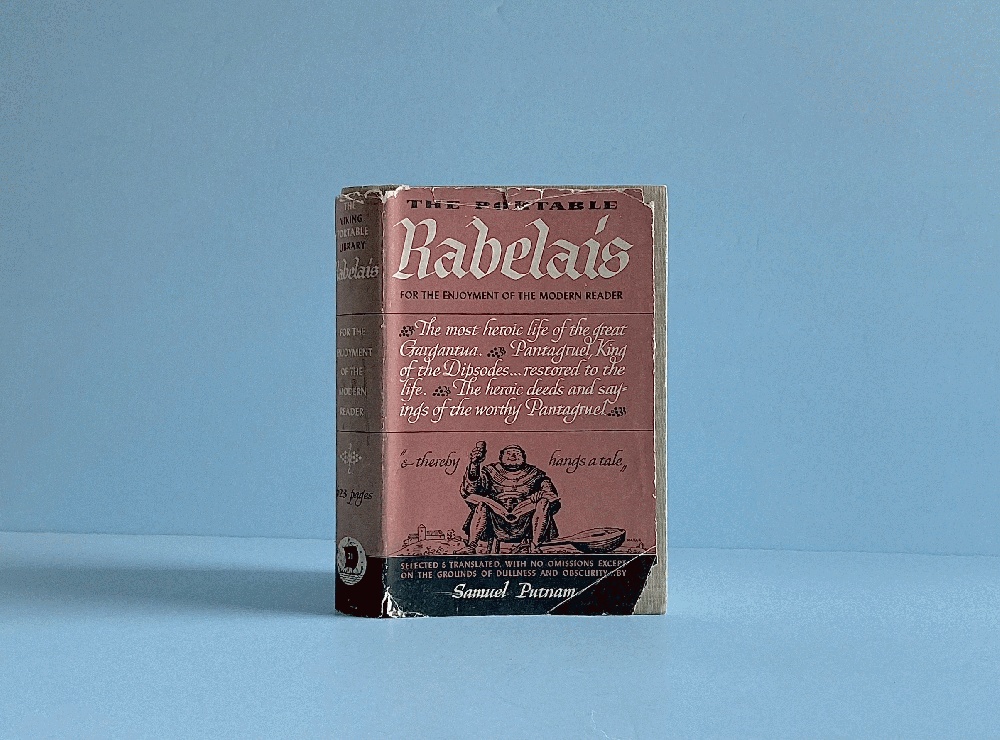 THE
VIKING
PORTABLE
LIBRARY
Rabelais
FOR THE
ENJOYMENT
OF THE
MODERN
READER
pages
THE PORTABLE
Rabelais
FOR THE ENJOYMENT OF THE MODERN READER
The most heroic life of the great
Gargantua. Pantagruel, King
of the Dipsodes...restored to the
life. The heroic deeds and say-
ings of the worthy Pantagruel
"& thereby hangs a tale"
SELECTED & TRANSLATED, WITH NO OMISSIONS EXCEPT
ON THE GROUNDS OF DULLNESS AND OBSCURITY...BY
Samuel Putnam